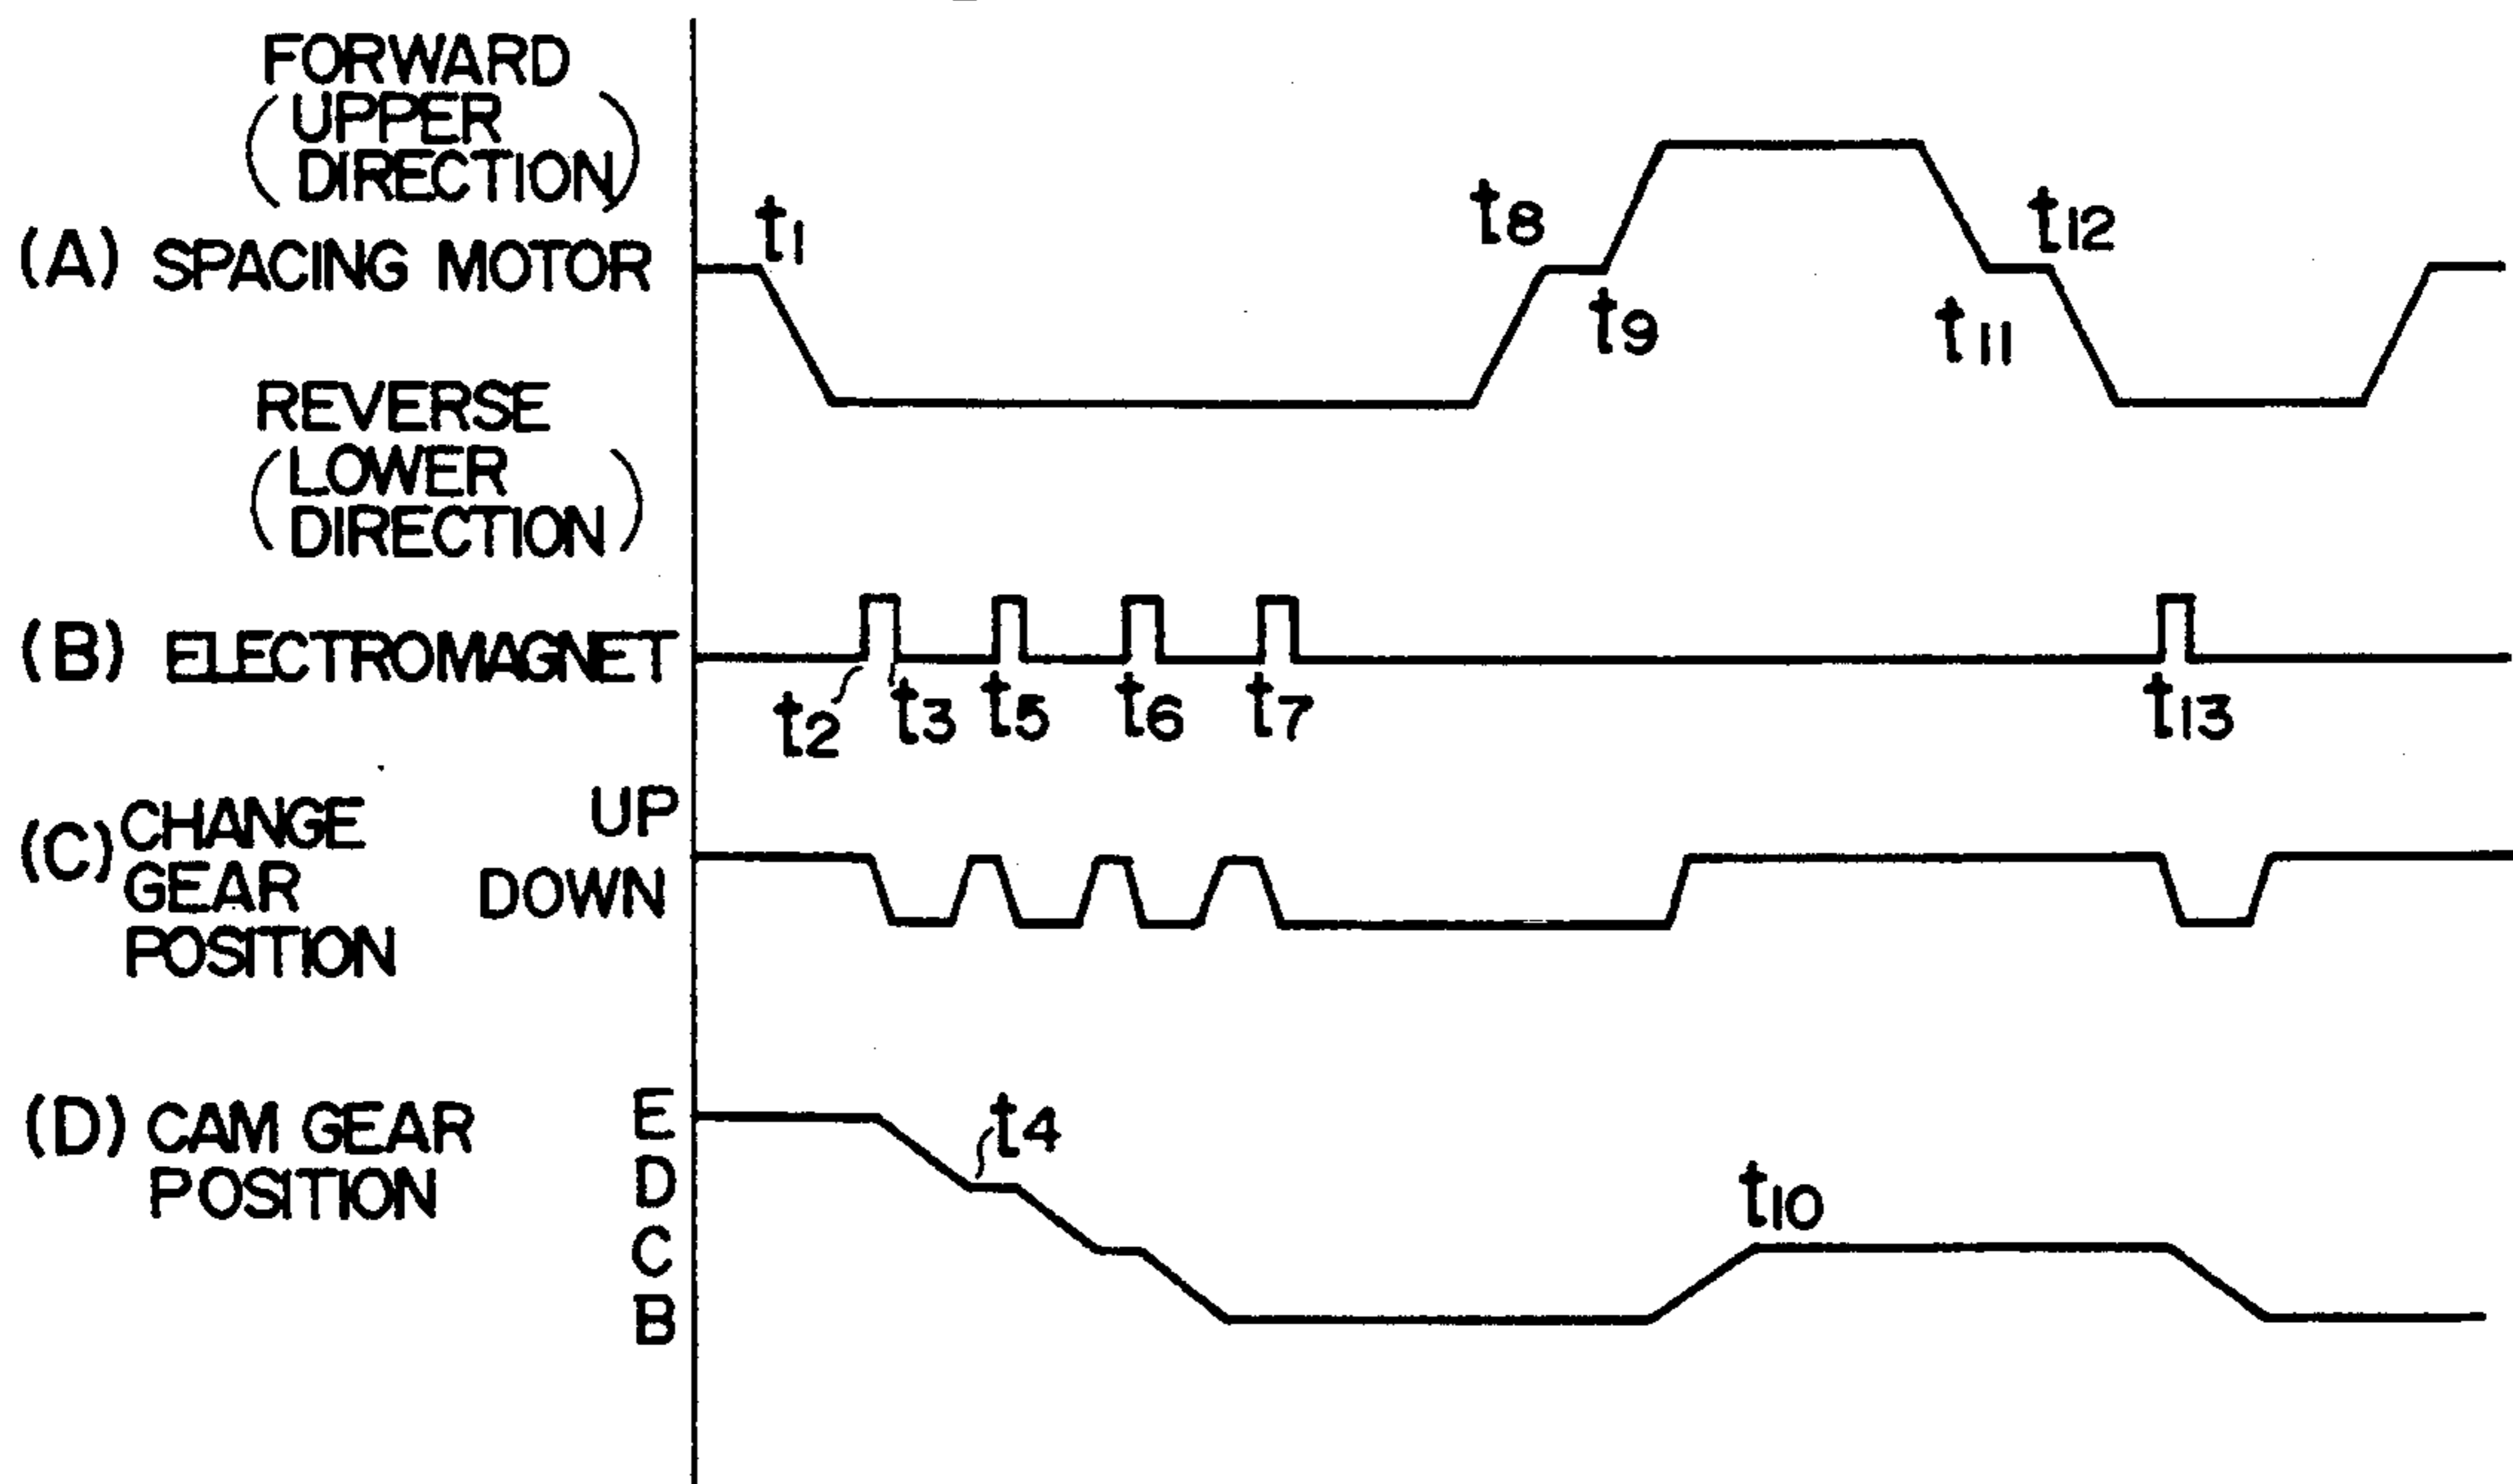 FORWARD
(UPPER
DIRECTION)
(A) SPACING MOTOR
REVERSE
(LOWER
DIRECTION)
t1
t8
t9
t11
t12
(B) ELECTROMAGNET
t2
t3
t5
t6
t7
t13
(C) CHANGE
GEAR
POSITION
UP
DOWN
(D) CAM GEAR
POSITION
E
D
C
B
t4
t10